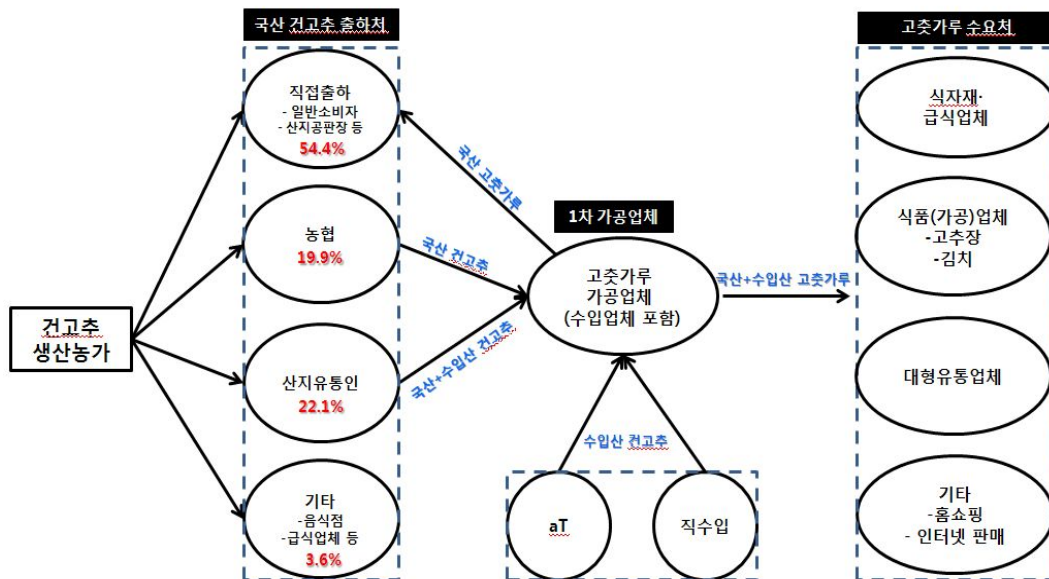 국산 건고추 출하처
고춧가루 수요처
건고추
생산농가
직접출하
- 일반소비자
- 산지공판장 등
54.4%
농협
19.9%
산지유통인
22.1%
기타
-음식점
-급식업체 등
3.6%
국산 고춧가루
국산 건고추
국산+수입산 건고추
1차 가공업체
고춧가루
가공업체
(수입업체 포함)
국산+수입산 고춧가루
수입산 건고추
aT
직수입
식자재·
급식업체
식품(가공)업체
-고추장
-김치
대형유통업체
기타
-홈쇼핑
- 인터넷 판매